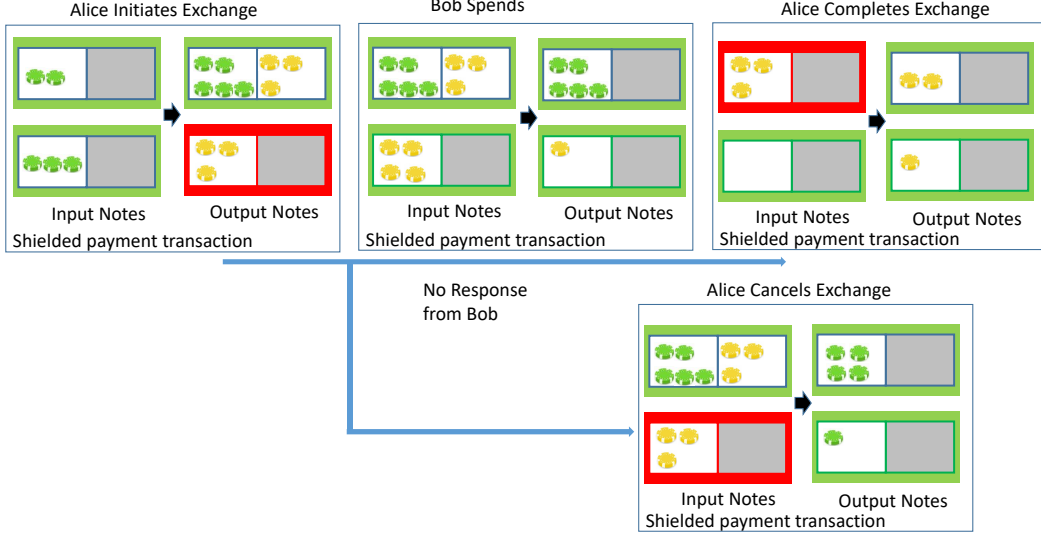 Alice Initiates Exchange
Input Notes
Output Notes
Shielded payment transaction
Bob Spends
Input Notes
Output Notes
Shielded payment transaction
Alice Completes Exchange
Input Notes
Output Notes
Shielded payment transaction
No Response
from Bob
Alice Cancels Exchange
Input Notes
Output Notes
Shielded payment transaction